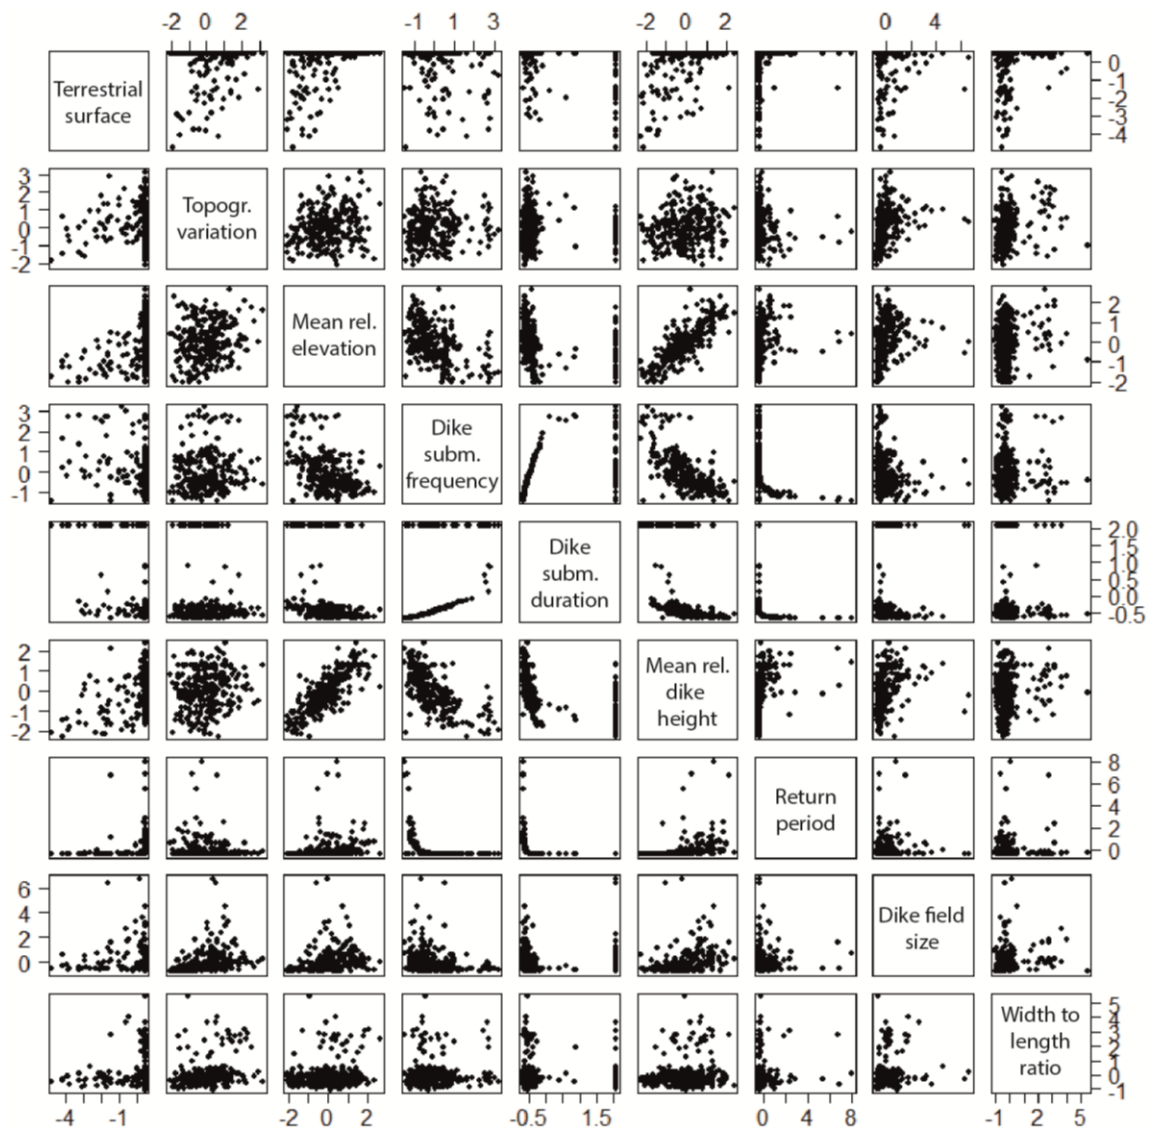 -2 0 2 -1 1 3 -2 0 2 0 4
Terrestrial
surface
0
-1
-2
-3
-4
3
2
1
0
-1
-2
Topogr.
variation
Mean rel.
elevation
2
1
0
-1
-2
3
2
1
0
-1
Dike
subm.
frequency
Dike
subm.
duration
2.0
1.5
1.0
0.5
0.0
-0.5
2
1
0
-1
-2
Mean rel.
dike
height
Return
period
8
6
4
2
0
6
4
2
0
Dike field
size
Width to
length
ratio
5
4
3
2
1
0
-1
-4 -1 -2 0 2 -0.5 0.5 1.5 0 4 8 -1 2 5